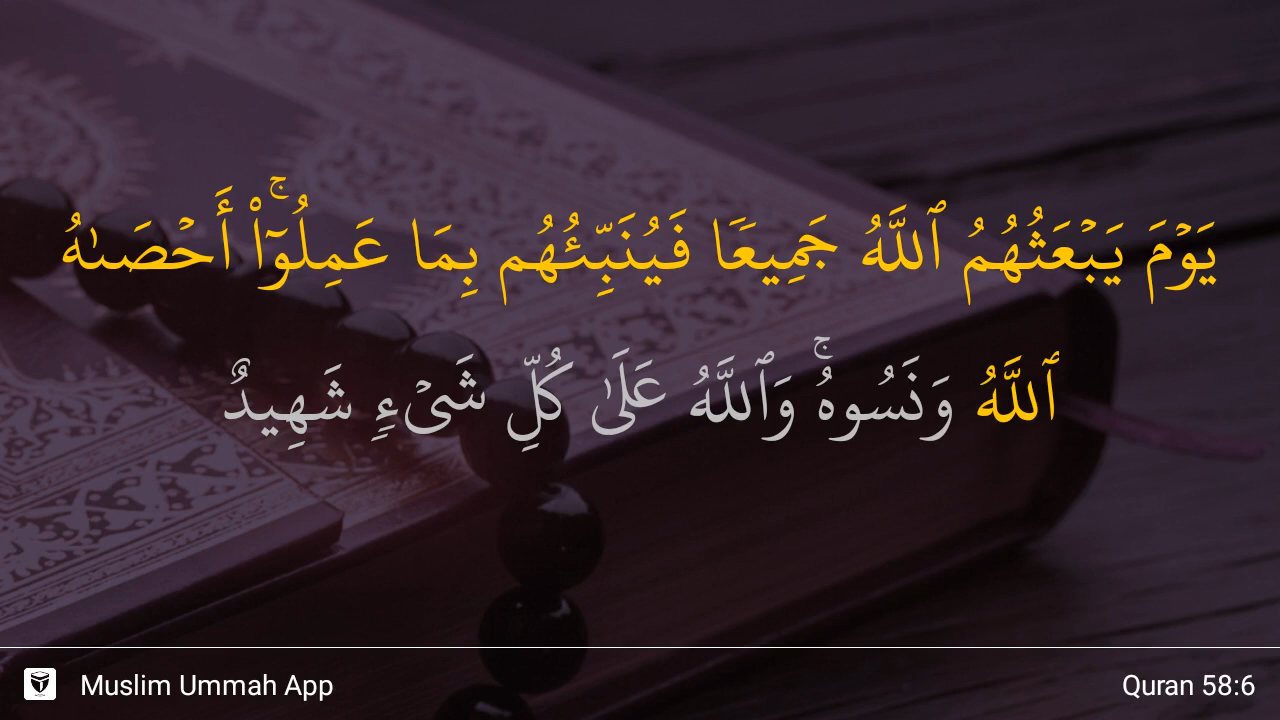 يَوْمَ يَبْعَثُهُمُ ٱللَّهُ جَمِيعًا فَيُنَبِّئُهُم بِمَا عَمِلُوٓا۟ ۚ أَحْصَىٰهُ
ٱللَّهُ وَنَسُوهُ ۚ وَٱللَّهُ عَلَىٰ كُلِّ شَىْءٍ شَهِيدٌ
Muslim Ummah App
Quran 58:6